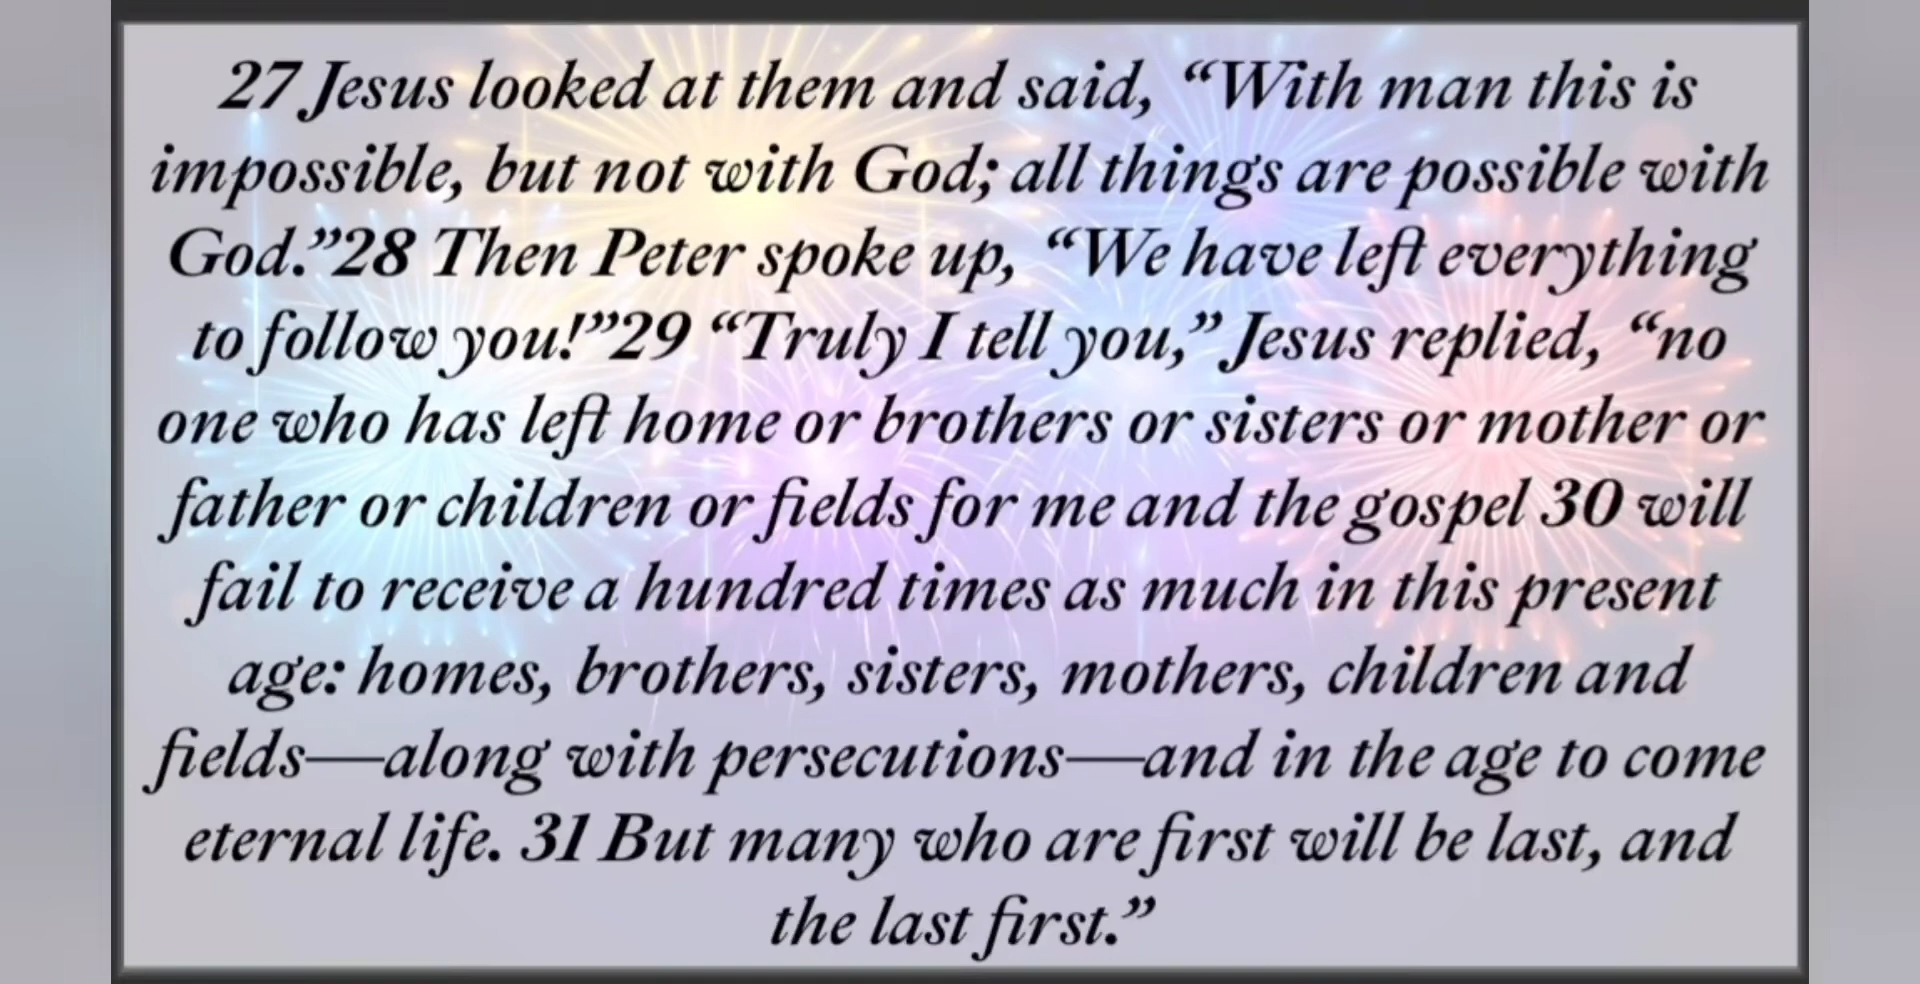 27 Jesus looked at them and said, “With man this is
impossible, but not with God; all things are possible with
God.”28 Then Peter spoke up, “We have left everything
to follow you!”29 “Truly I tell you,” Jesus replied, “no
one who has left home or brothers or sisters or mother or
father or children or fields for me and the gospel 30 will
fail to receive a hundred times as much in this present
age: homes, brothers, sisters, mothers, children and
fields—along with persecutions—and in the age to come
eternal life. 31 But many who are first will be last, and
the last first.”